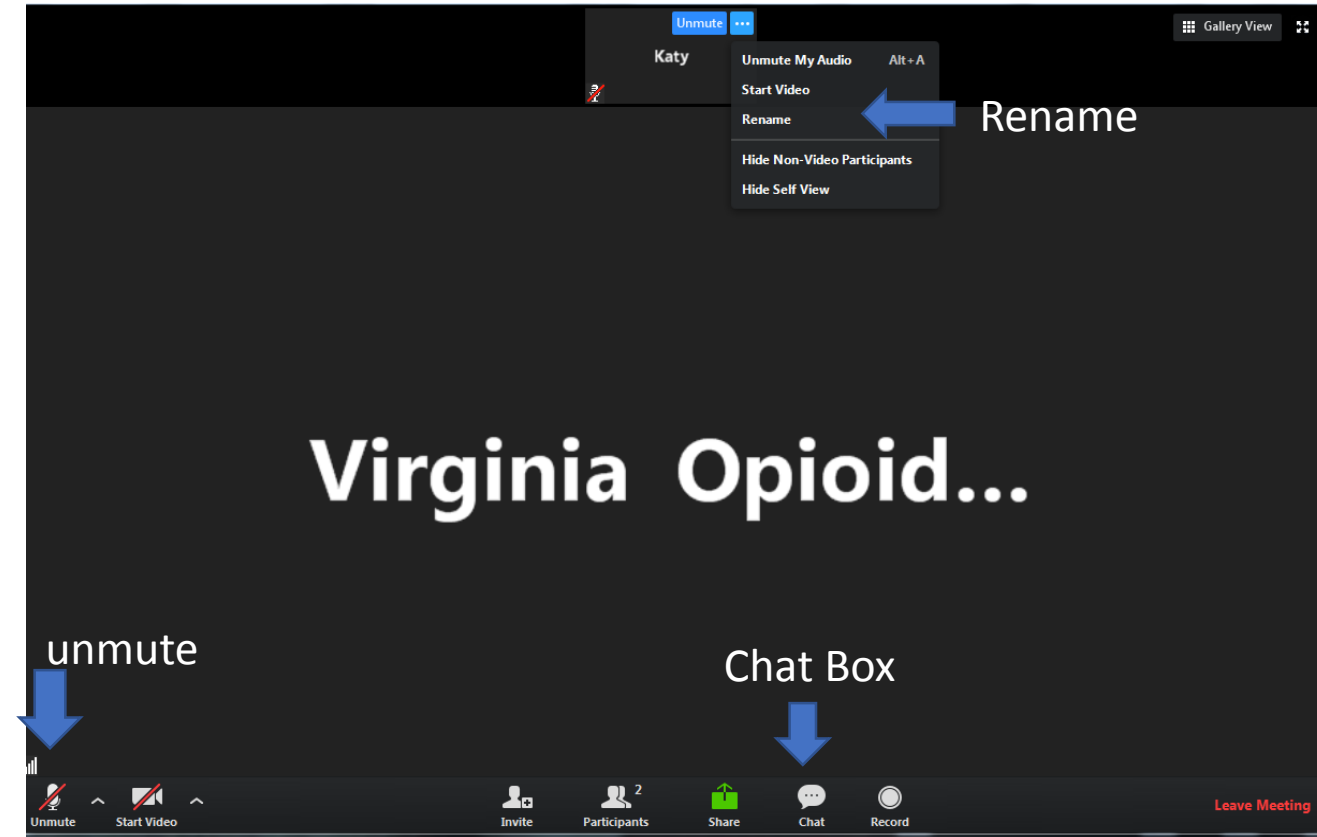 Unmute ...
Gallery View
Katy
Unmute My Audio Alt+A
Start Video
Rename
Rename
Hide Non-Video Participants
Hide Self View
Virginia Opioid...
unmute
Chat Box
2
Unmute Start Video Invite Participants Share Chat Record
Leave Meeting